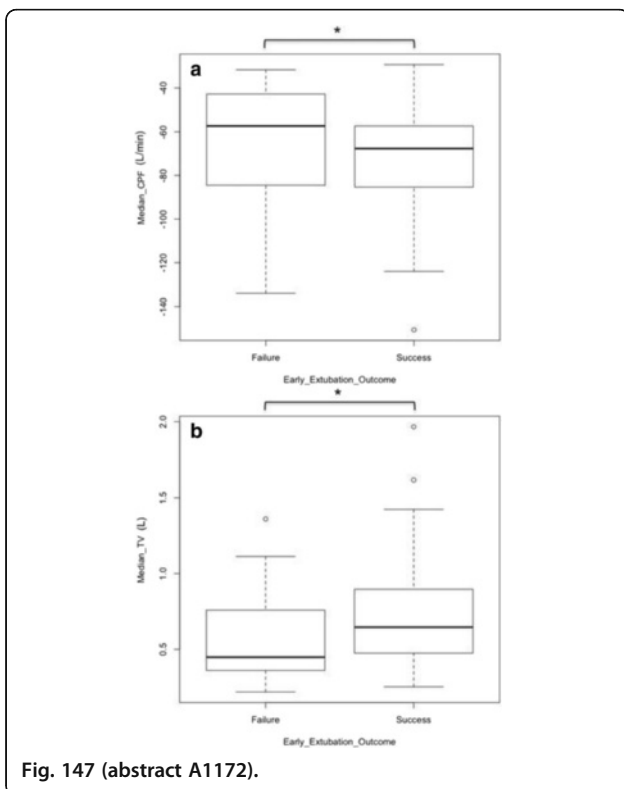 *
a
Median_CPF (L/min)
-40
-60
-80
-100
-120
-140
Failure
Success
Early_Extubation_Outcome
*
b
Median_TV (L)
2.0
1.5
1.0
0.5
Failure
Success
Early_Extubation_Outcome
Fig. 147 (abstract A1172).